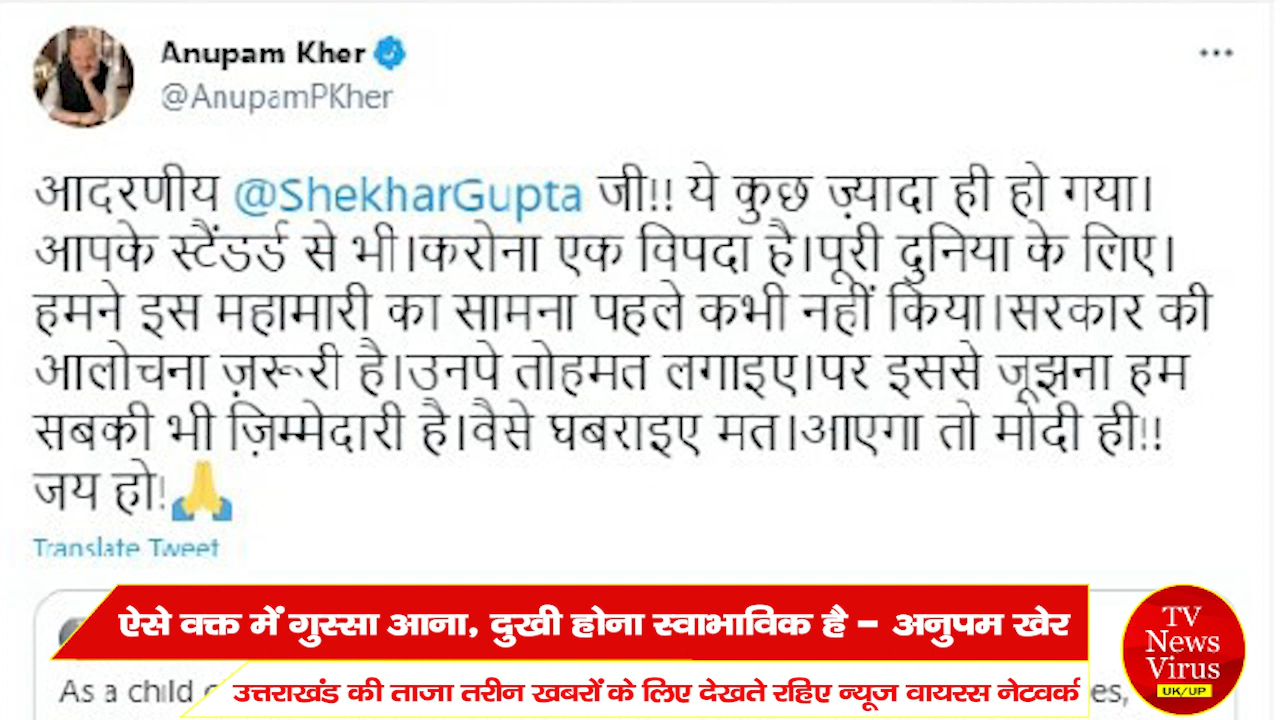 Anupam Kher
@AnupamPKher
आदरणीय @ShekharGupta जी!! ये कुछ ज़्यादा ही हो गया।
आपके स्टैंडर्ड से भी।करोना एक विपदा है।पूरी दुनिया के लिए।
हमने इस महामारी का सामना पहले कभी नहीं किया।सरकार की
आलोचना ज़रूरी है।उनपे तोहमत लगाइए।पर इससे जूझना हम
सबकी भी ज़िम्मेदारी है।वैसे घबराइए मत।आएगा तो मोदी ही!!
जय हो!🙏
Translate Tweet
ऐसे वक्त में गुस्सा आना, दुखी होना स्वाभाविक है - अनुपम खेर
As a child
उत्तराखंड की ताजा तरीन खबरों के लिए देखते रहिए न्यूज वायरस नेटवर्क
TV
News
Virus
UK/UP